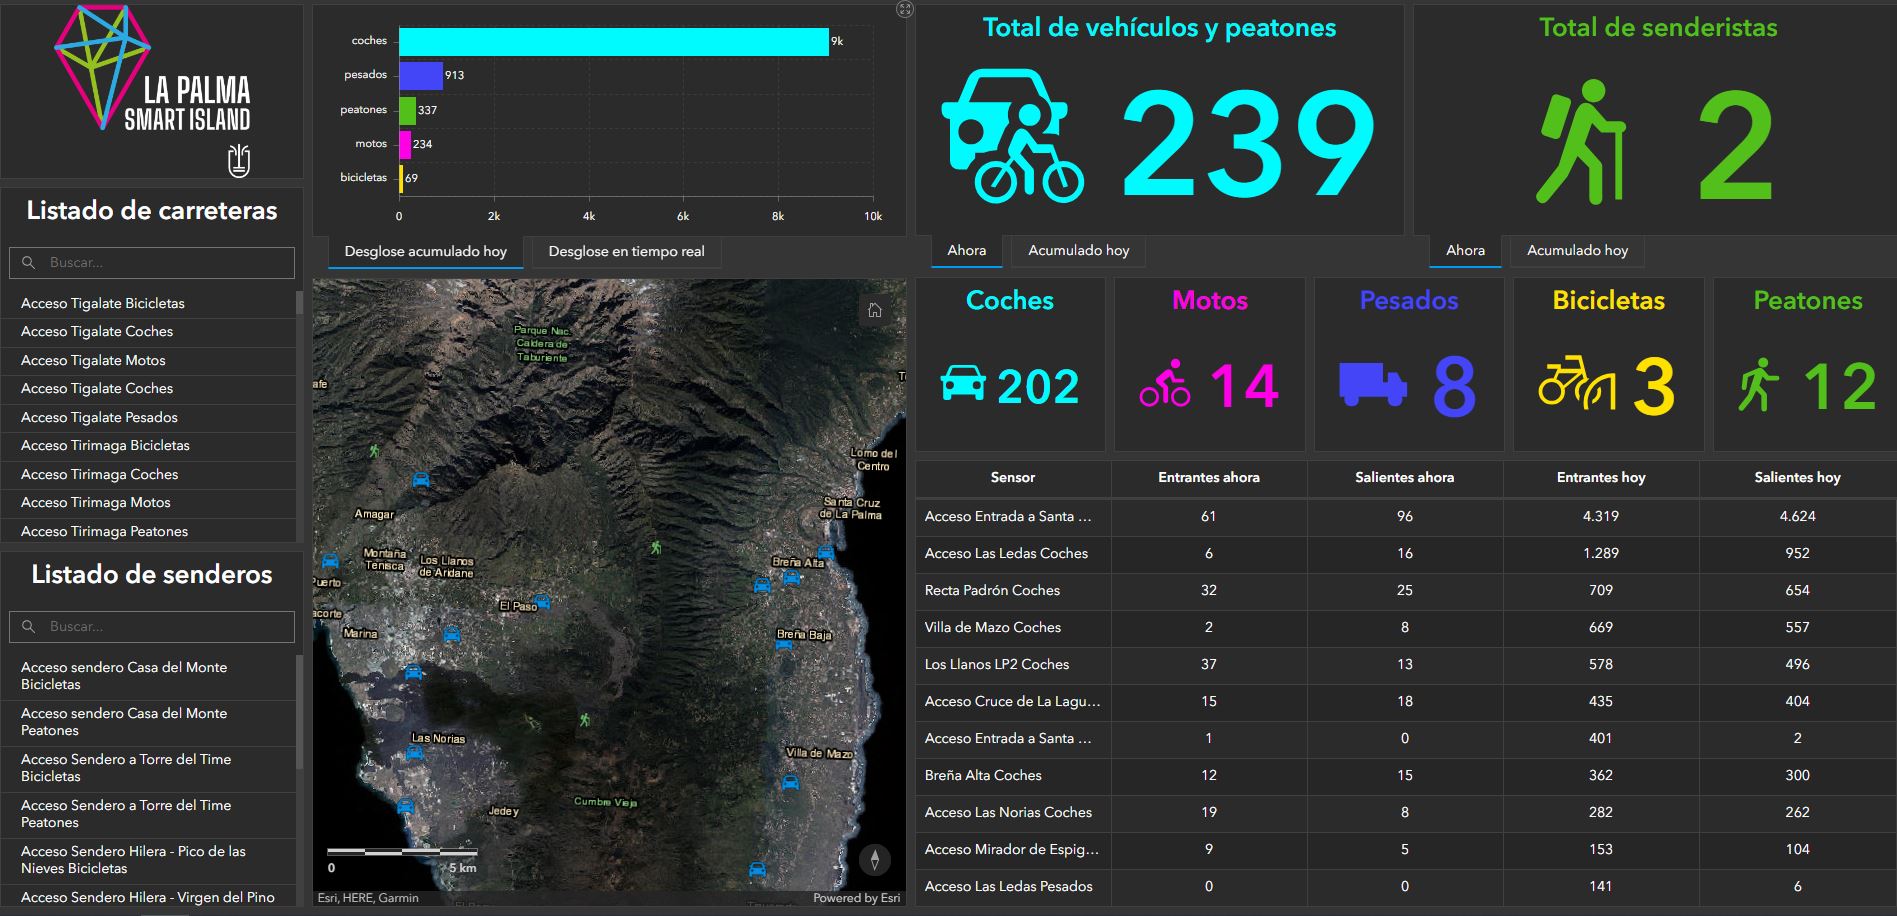 LA PALMA
SMART ISLAND
Listado de carreteras
Buscar...
Acceso Tigalate Bicicletas
Acceso Tigalate Coches
Acceso Tigalate Motos
Acceso Tigalate Coches
Acceso Tigalate Pesados
Acceso Tirimaga Bicicletas
Acceso Tirimaga Coches
Acceso Tirimaga Motos
Acceso Tirimaga Peatones
Listado de senderos
Buscar...
Acceso sendero Casa del Monte
Bicicletas
Acceso sendero Casa del Monte
Peatones
Acceso Sendero a Torre del Time
Bicicletas
Acceso Sendero a Torre del Time
Peatones
Acceso Sendero Hilera - Pico de las
Nieves Bicicletas
Acceso Sendero Hilera - Virgen del Pino
coches 9k
pesados 913
peatones 337
motos 234
bicicletas 69
0 2k 4k 6k 8k 10k
Desglose acumulado hoy Desglose en tiempo real
Parque Nac.
Caldera de
Taburiente
afe
Lomo del
Centro
Santa Cruz
de La Palma
Amagar
Montaña
Tenisca
Los Llanos
de Aridane
Breña Alta
Puerto
El Paso
acorte
Marina
Breña Baja
Las Norias
Villa de Mazo
Cumbre Vieja
Jedey
0 5 km
Esri, HERE, Garmin Powered by Esri
El Paso
Total de vehículos y peatones
239
Ahora Acumulado hoy
Total de senderistas
2
Ahora Acumulado hoy
Coches Motos Pesados Bicicletas Peatones
202 14 8 3 12
Sensor Entrantes ahora Salientes ahora Entrantes hoy Salientes hoy
Acceso Entrada a Santa ... 61 96 4.319 4.624
Acceso Las Ledas Coches 6 16 1.289 952
Recta Padrón Coches 32 25 709 654
Villa de Mazo Coches 2 8 669 557
Los Llanos LP2 Coches 37 13 578 496
Acceso Cruce de La Lagu... 15 18 435 404
Acceso Entrada a Santa ... 1 0 401 2
Breña Alta Coches 12 15 362 300
Acceso Las Norias Coches 19 8 282 262
Acceso Mirador de Espig... 9 5 153 104
Acceso Las Ledas Pesados 0 0 141 6